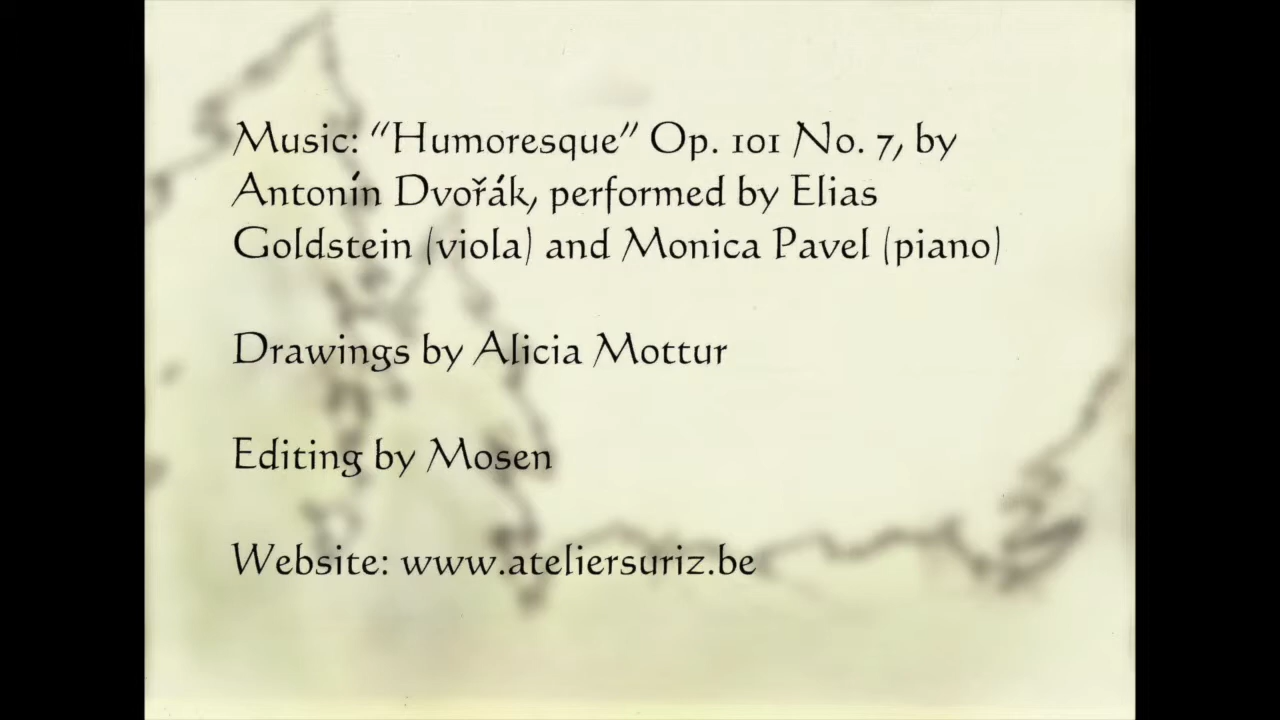 Music: “Humoresque” Op. 101 No. 7, by
Antonín Dvořák, performed by Elias
Goldstein (viola) and Monica Pavel (piano)
Drawings by Alicia Mottur
Editing by Mosen
Website: www.ateliersuriz.be